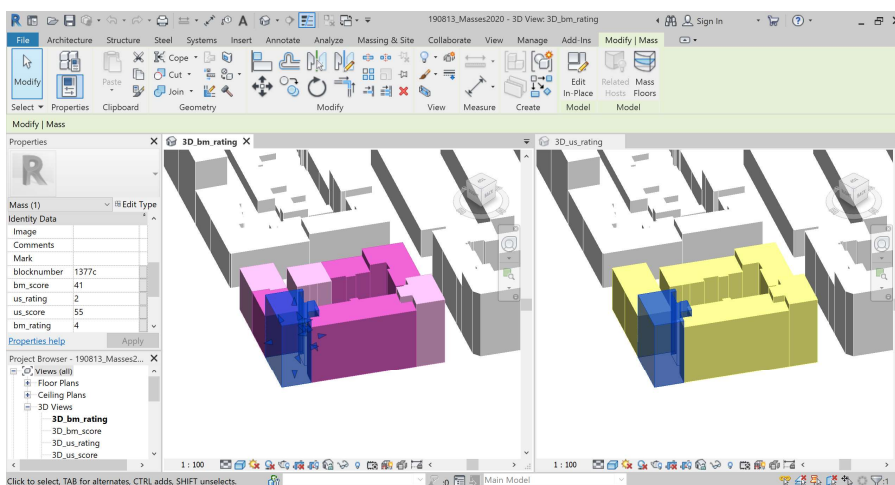 190813_Masses2020 - 3D View: 3D_bm_rating
Sign In
File Architecture Structure Steel Systems Insert Annotate Analyze Massing & Site Collaborate View Manage Add-Ins Modify | Mass
Modify Paste Cope Cut Join Edit In-Place Related Hosts Mass Floors
Select Properties Clipboard Geometry Modify View Measure Create Model Model
Modify | Mass
Properties
3D_bm_rating
3D_us_rating
Mass (1) Edit Type
Identity Data
Image
Comments
Mark
blocknumber 1377c
bm_score 41
us_rating 2
us_score 55
bm_rating 4
Properties help Apply
Project Browser - 190813_Masses2...
Views (all)
Floor Plans
Ceiling Plans
3D Views
3D_bm_rating
3D_bm_score
3D_us_rating
3D_us_score
1 : 100
1 : 100
Click to select, TAB for alternates, CTRL adds, SHIFT unselects.
:0
Main Model